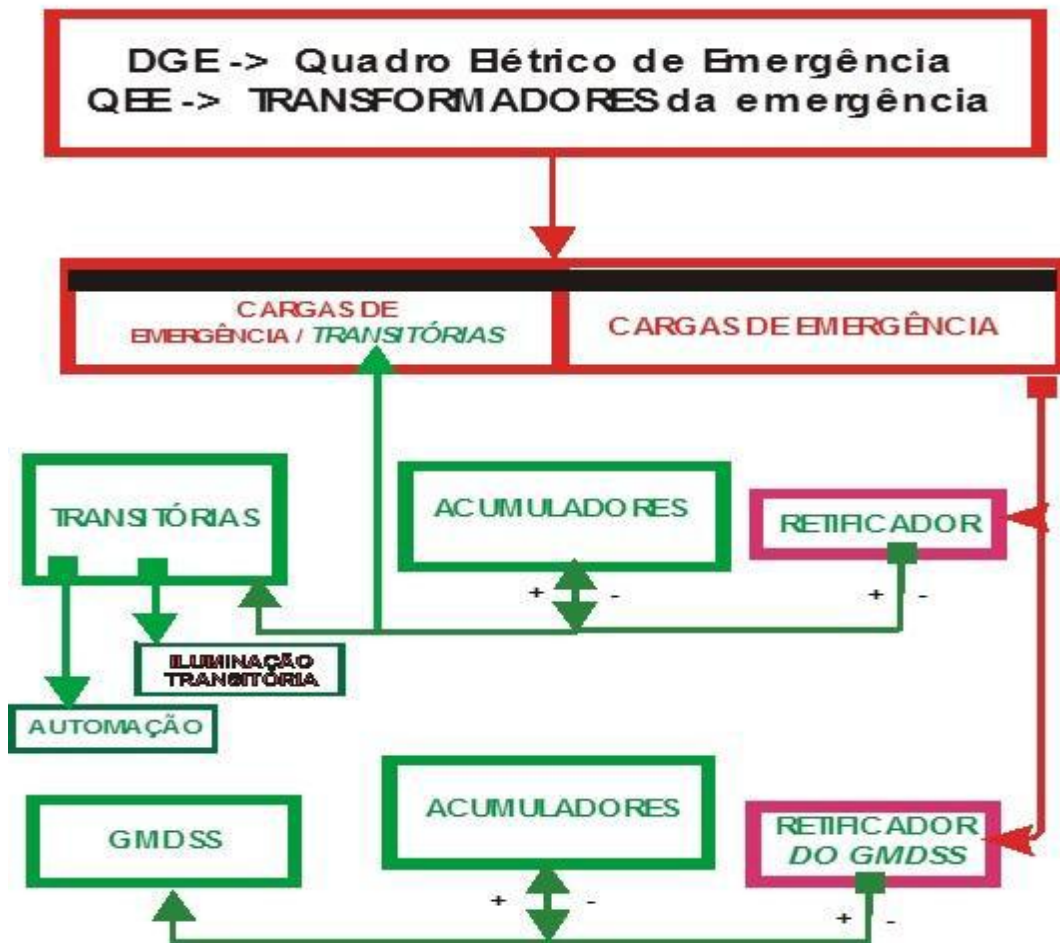 DGE -> Quadro Elétrico de Emergência
QEE -> TRANSFORMADORES da emergência
CARGAS DE
EMERGÊNCIA / TRANSITÓRIAS
CARGAS DE EMERGÊNCIA
TRANSITÓRIAS
ACUMULADORES
RETIFICADOR
+ -
+ -
ILUMINAÇÃO
TRANSITÓRIA
AUTOMAÇÃO
GMDSS
ACUMULADORES
RETIFICADOR
DO GMDSS
+ -
+ -